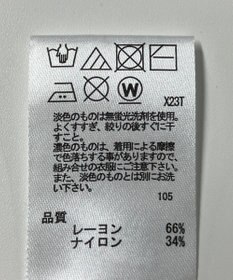 W
X23T
淡色のものは無蛍光洗剤を使用。
よくすすぎ、絞りの後すぐに干
すこと。
濃色のものは、着用による摩擦
で色落ちする事がありますので、
組み合せの衣服にご注意下さい。
また、淡色のものとは別にお洗
い下さい。
105
品質
レーヨン 66%
ナイロン 34%